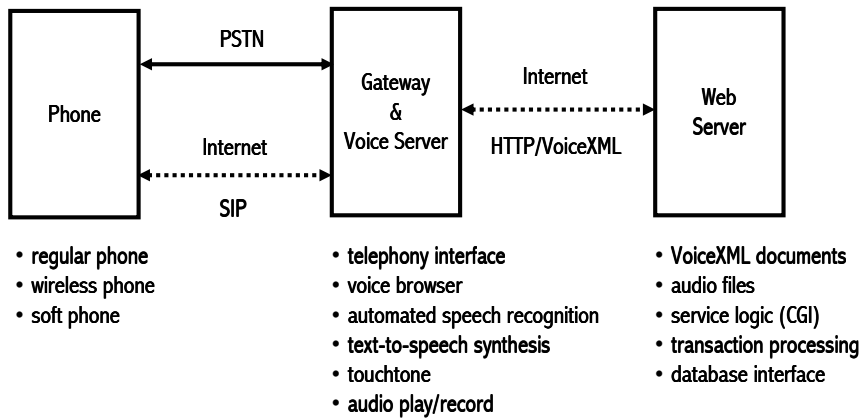 PSTN
Phone
Internet
SIP
Gateway
&
Voice Server
Internet
HTTP/VoiceXML
Web
Server
• regular phone
• wireless phone
• soft phone
• telephony interface
• voice browser
• automated speech recognition
• text-to-speech synthesis
• touchtone
• audio play/record
• VoiceXML documents
• audio files
• service logic (CGI)
• transaction processing
• database interface